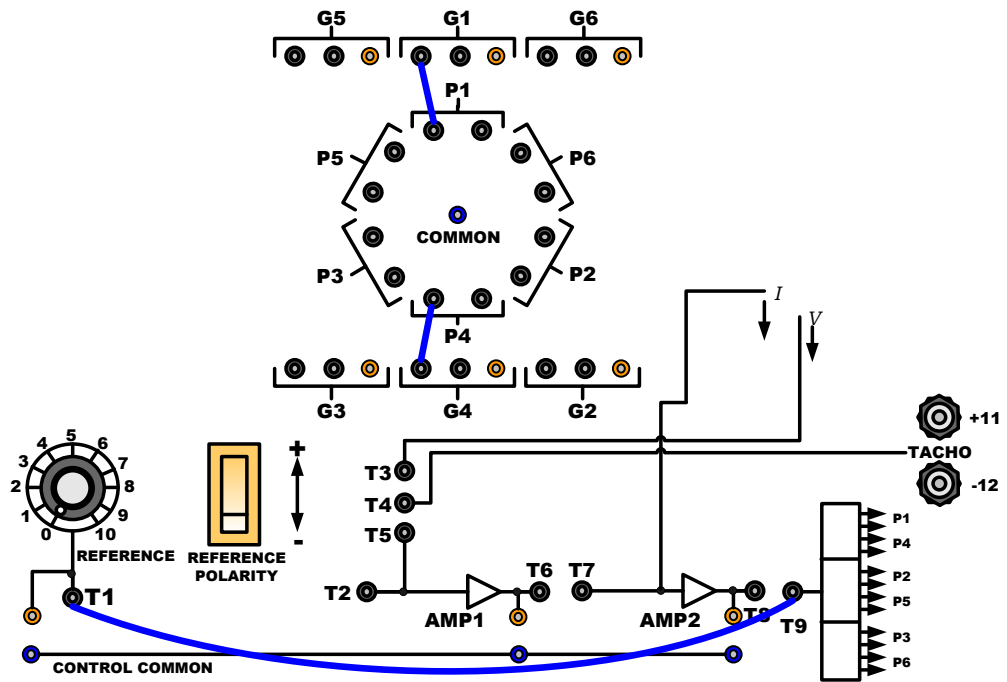 G5 G1 G6
P1
P5 P6
COMMON
P3 P2
P4
I
V
G3 G4 G2
+11
TACHO
-12
0 1 2 3 4 5 6 7 8 9 10
REFERENCE
+
-
REFERENCE
POLARITY
T3
T4
T5
T1
T2
T6
T7
T8
T9
AMP1
AMP2
CONTROL COMMON
P1
P4
P2
P5
P3
P6